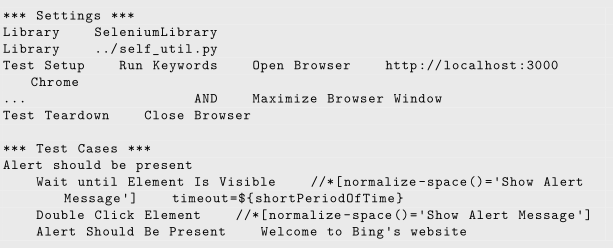 *** Settings ***
Library    SeleniumLibrary
Library    ../self_util.py
Test Setup    Run Keywords    Open Browser    http://localhost:3000
Chrome
...                    AND    Maximize Browser Window
Test Teardown    Close Browser

*** Test Cases ***
Alert should be present
    Wait until Element Is Visible    //*[normalize-space()='Show Alert
Message']    timeout=${shortPeriodOfTime}
    Double Click Element    //*[normalize-space()='Show Alert Message']
    Alert Should Be Present    Welcome to Bing's website